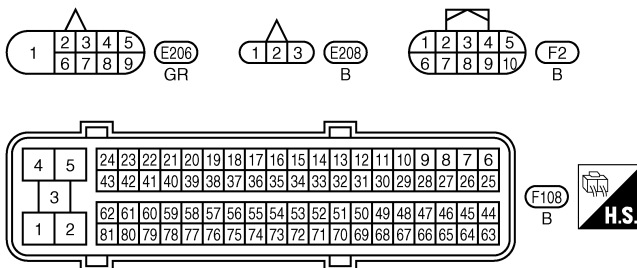 1 2 3 4 5 E206
6 7 8 9 GR
1 2 3 E208
B
1 2 3 4 5 F2
6 7 8 9 10 B
4 5 24 23 22 21 20 19 18 17 16 15 14 13 12 11 10 9 8 7 6
43 42 41 40 39 38 37 36 35 34 33 32 31 30 29 28 27 26 25
3 F108
B
H.S.
1 2 62 61 60 59 58 57 56 55 54 53 52 51 50 49 48 47 46 45 44
81 80 79 78 77 76 75 74 73 72 71 70 69 68 67 66 65 64 63